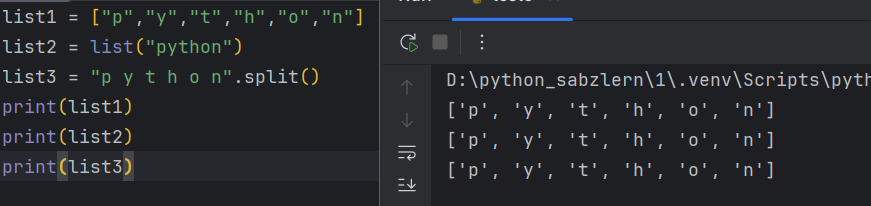 list1 = ["p","y","t","h","o","n"]
list2 = list("python")
list3 = "p y t h o n".split()
print(list1)
print(list2)
print(list3)
D:\python_sabzlern\1\.venv\Scripts\pyth
['p', 'y', 't', 'h', 'o', 'n']
['p', 'y', 't', 'h', 'o', 'n']
['p', 'y', 't', 'h', 'o', 'n']